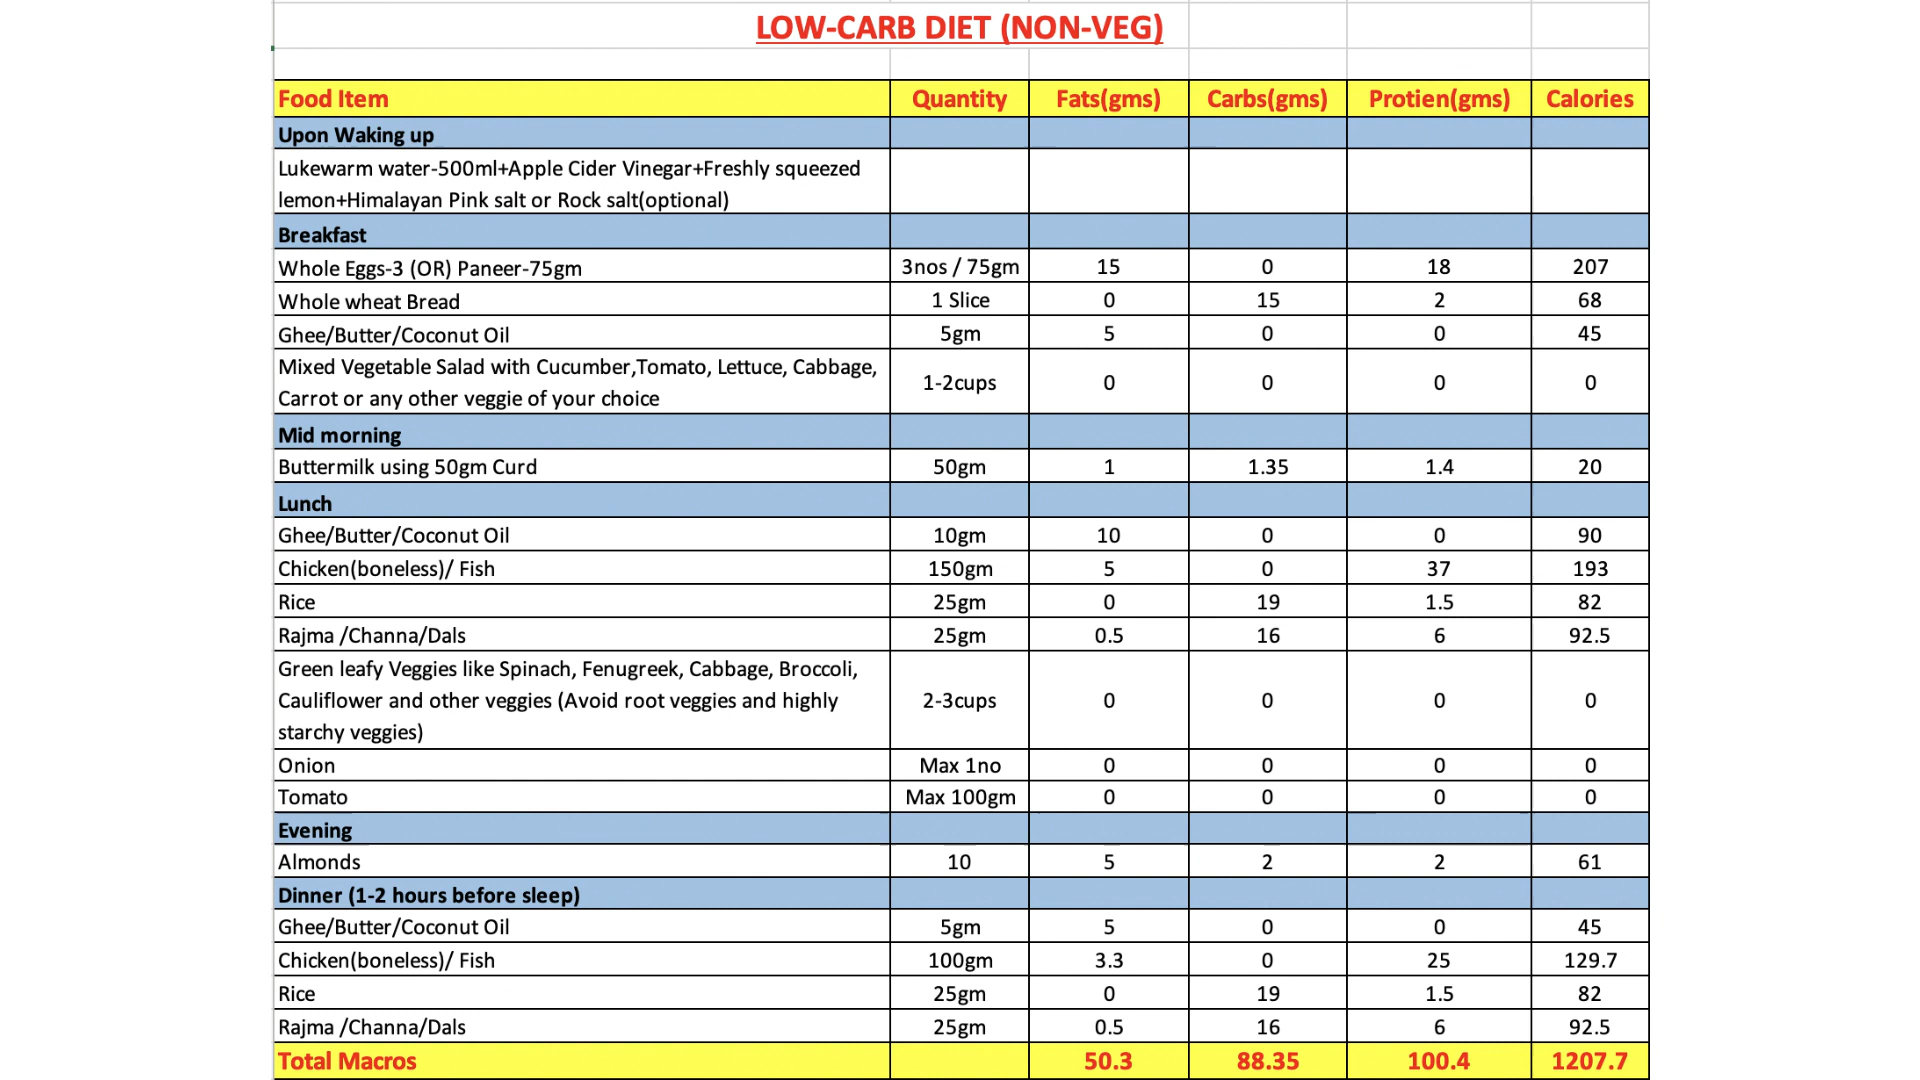 LOW-CARB DIET (NON-VEG)
Food Item Quantity Fats(gms) Carbs(gms) Protien(gms) Calories
Upon Waking up
Lukewarm water-500ml+Apple Cider Vinegar+Freshly squeezed
lemon+Himalayan Pink salt or Rock salt(optional)
Breakfast
Whole Eggs-3 (OR) Paneer-75gm 3nos / 75gm 15 0 18 207
Whole wheat Bread 1 Slice 0 15 2 68
Ghee/Butter/Coconut Oil 5gm 5 0 0 45
Mixed Vegetable Salad with Cucumber,Tomato, Lettuce, Cabbage,
Carrot or any other veggie of your choice 1-2cups 0 0 0 0
Mid morning
Buttermilk using 50gm Curd 50gm 1 1.35 1.4 20
Lunch
Ghee/Butter/Coconut Oil 10gm 10 0 0 90
Chicken(boneless)/ Fish 150gm 5 0 37 193
Rice 25gm 0 19 1.5 82
Rajma /Channa/Dals 25gm 0.5 16 6 92.5
Green leafy Veggies like Spinach, Fenugreek, Cabbage, Broccoli,
Cauliflower and other veggies (Avoid root veggies and highly 2-3cups 0 0 0 0
starchy veggies)
Onion Max 1no 0 0 0 0
Tomato Max 100gm 0 0 0 0
Evening
Almonds 10 5 2 2 61
Dinner (1-2 hours before sleep)
Ghee/Butter/Coconut Oil 5gm 5 0 0 45
Chicken(boneless)/ Fish 100gm 3.3 0 25 129.7
Rice 25gm 0 19 1.5 82
Rajma /Channa/Dals 25gm 0.5 16 6 92.5
Total Macros 50.3 88.35 100.4 1207.7